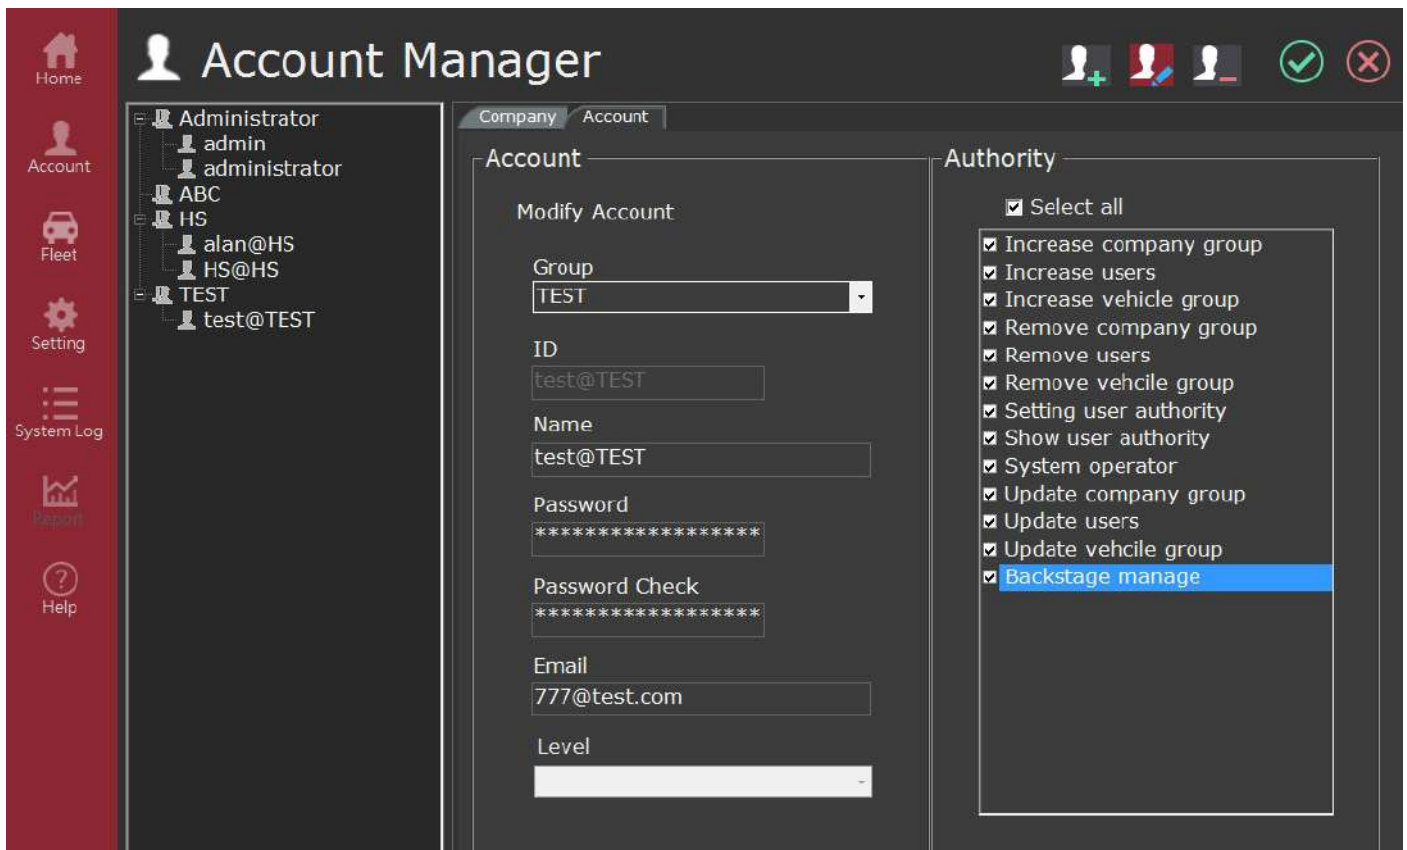 Home
Account
Fleet
Setting
System Log
Report
Help
Account Manager
Administrator
admin
administrator
ABC
HS
alan@HS
HS@HS
TEST
test@TEST
Company
Account
Account
Modify Account
Group
TEST
ID
test@TEST
Name
test@TEST
Password
******************
Password Check
******************
Email
777@test.com
Level
Authority
Select all
Increase company group
Increase users
Increase vehicle group
Remove company group
Remove users
Remove vehcile group
Setting user authority
Show user authority
System operator
Update company group
Update users
Update vehcile group
Backstage manage